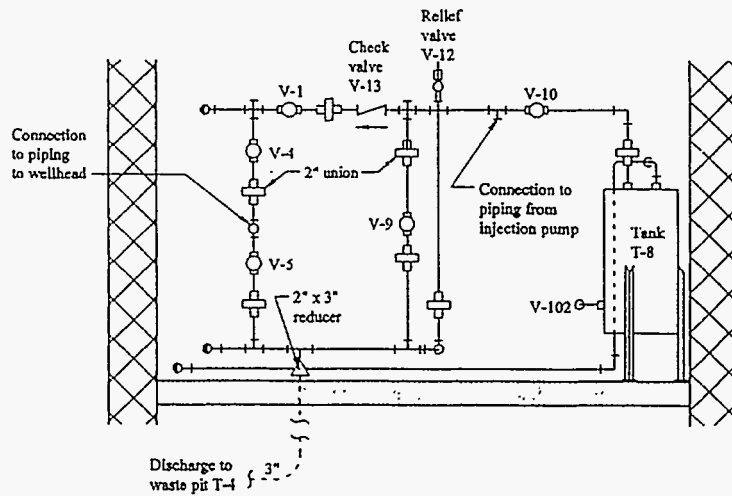 Relief
valve
V-12
Check
valve
V-13
V-1
V-10
Connection
to piping
to wellhead
V-4
2" union
Connection to
piping from
injection pump
V-9
Tank
T-8
V-5
2" x 3"
reducer
V-102
Discharge to
waste pit T-4
3"